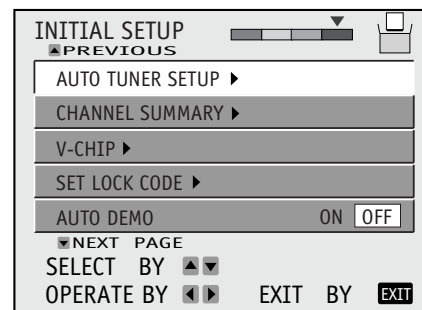 INITIAL SETUP
▲PREVIOUS
AUTO TUNER SETUP ▶
CHANNEL SUMMARY ▶
V-CHIP ▶
SET LOCK CODE ▶
AUTO DEMO ON OFF
▼NEXT PAGE
SELECT BY ▲▼
OPERATE BY ◀▶ EXIT BY EXIT